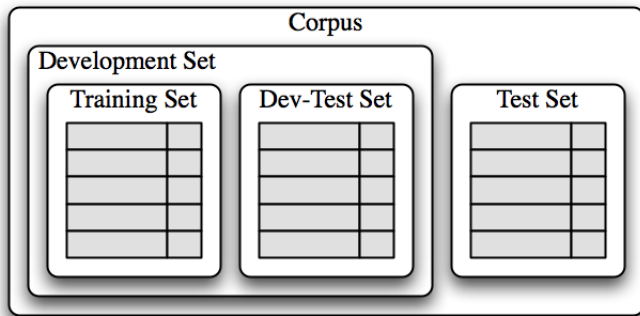 Corpus
Development Set
Training Set
Dev-Test Set
Test Set